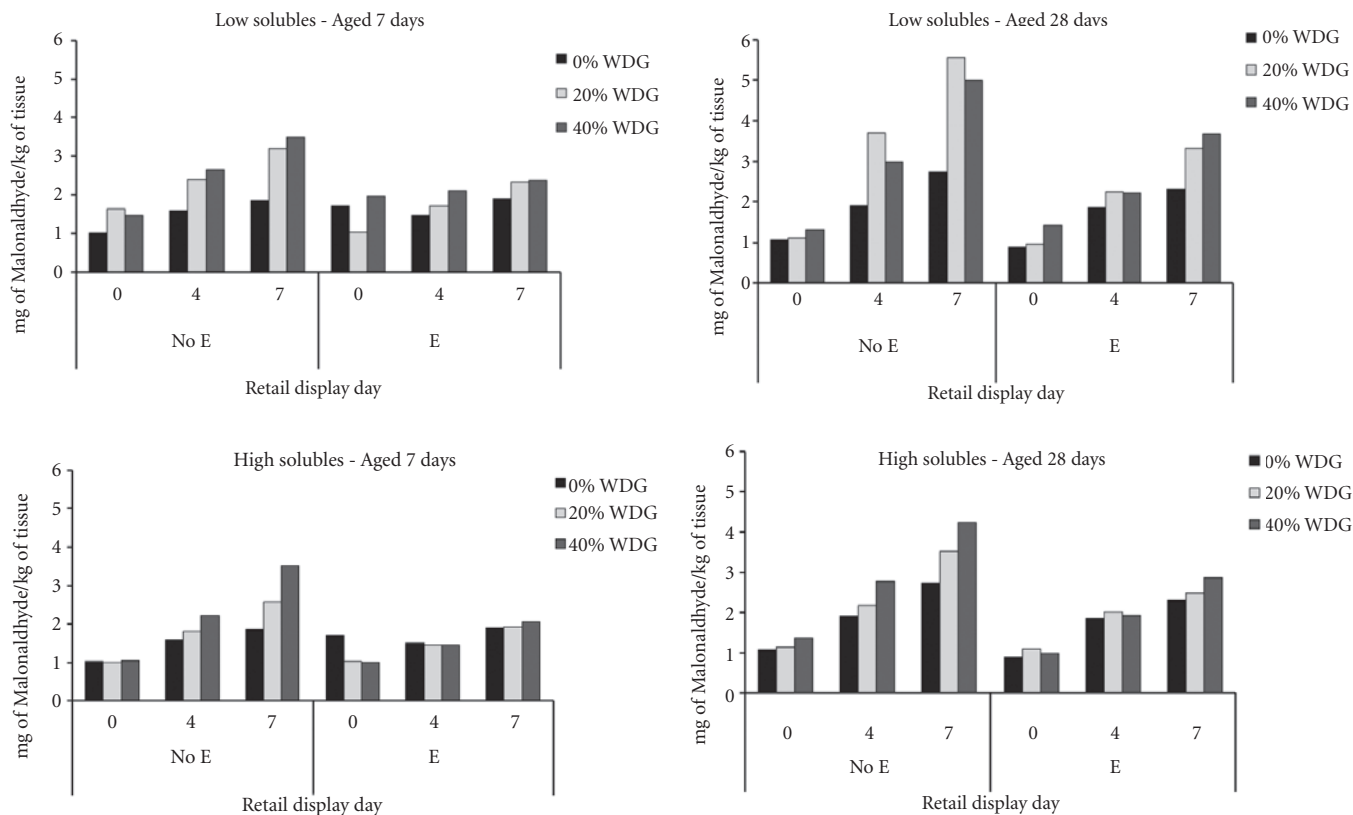 Low solubles - Aged 7 days
mg of Malonaldhyde/kg of tissue
6
5
4
3
2
1
0
0% WDG
20% WDG
40% WDG
0 4 7 0 4 7
No E E
Retail display day
Low solubles - Aged 28 days
mg of Malonaldhyde/kg of tissue
6
5
4
3
2
1
0
0% WDG
20% WDG
40% WDG
0 4 7 0 4 7
No E E
Retail display day
High solubles - Aged 7 days
mg of Malonaldhyde/kg of tissue
6
5
4
3
2
1
0
0% WDG
20% WDG
40% WDG
0 4 7 0 4 7
No E E
Retail display day
High solubles - Aged 28 days
mg of Malonaldhyde/kg of tissue
6
5
4
3
2
1
0
0% WDG
20% WDG
40% WDG
0 4 7 0 4 7
No E E
Retail display day